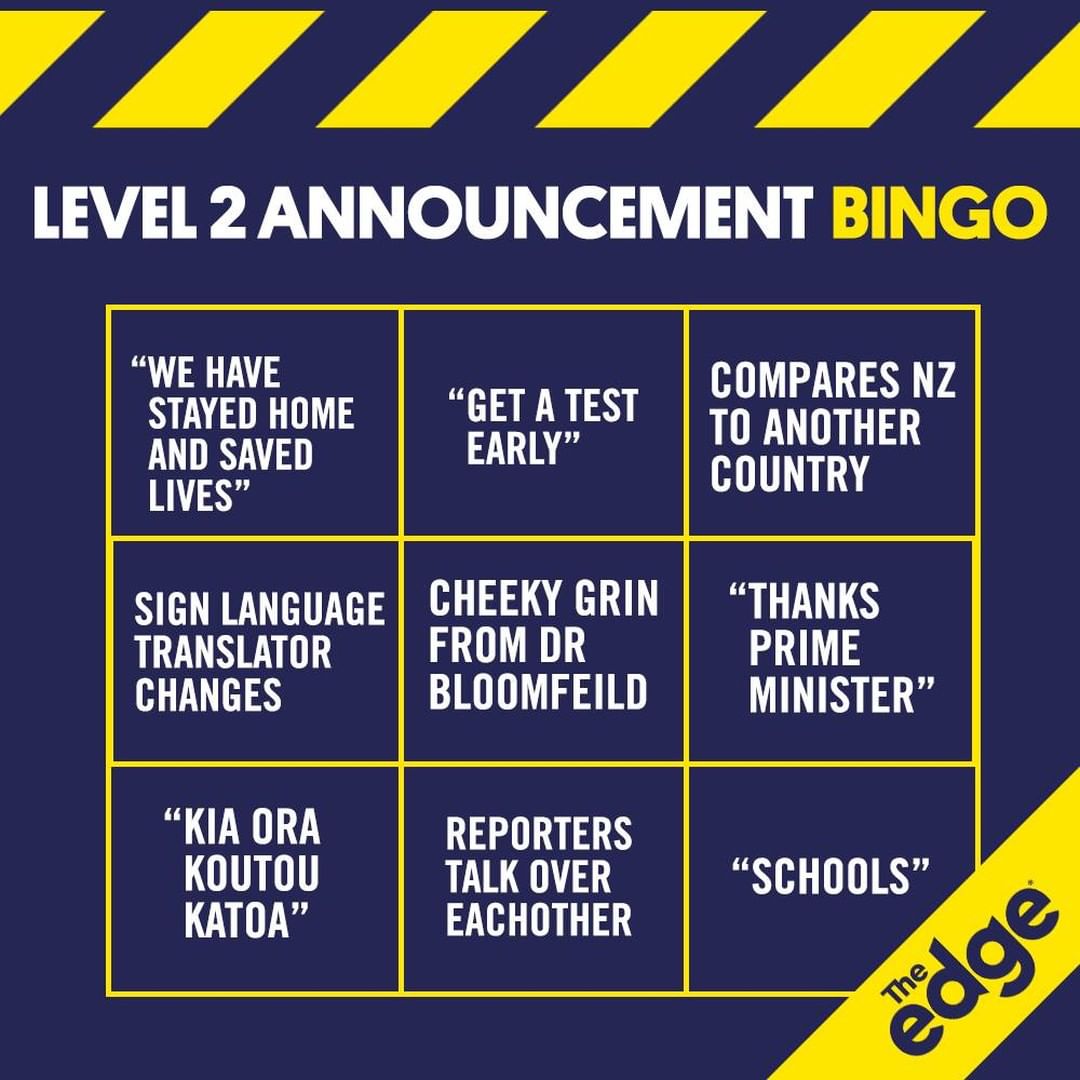 LEVEL 2 ANNOUNCEMENT BINGO
“WE HAVE
STAYED HOME
AND SAVED
LIVES”
“GET A TEST
EARLY”
COMPARES NZ
TO ANOTHER
COUNTRY
SIGN LANGUAGE
TRANSLATOR
CHANGES
CHEEKY GRIN
FROM DR
BLOOMFEILD
“THANKS
PRIME
MINISTER”
“KIA ORA
KOUTOU
KATOA”
REPORTERS
TALK OVER
EACHOTHER
“SCHOOLS”
The
edge